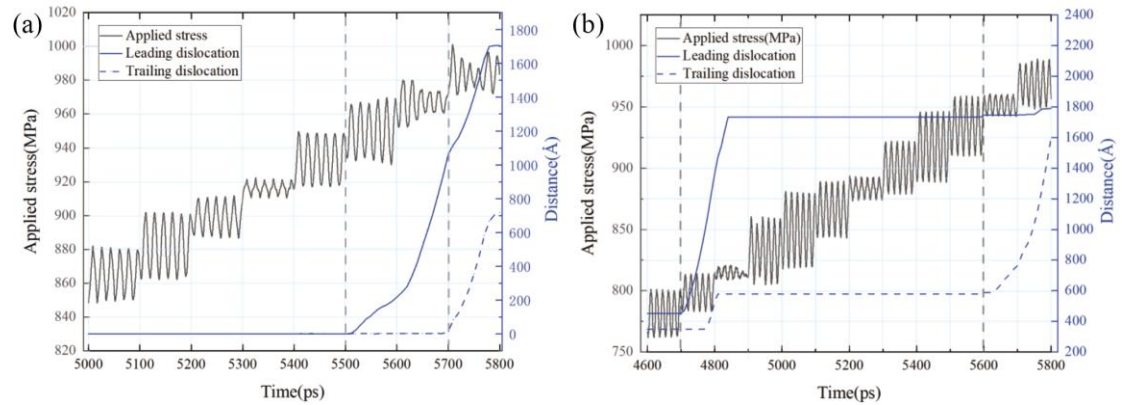 (a)
Applied stress
Leading dislocation
Trailing dislocation
1020
1000
980
960
940
920
900
880
860
840
820
Applied stress(MPa)
5000 5100 5200 5300 5400 5500 5600 5700 5800
Time(ps)
1800
1600
1400
1200
1000
800
600
400
200
0
Distance(Å)
(b)
Applied stress(MPa)
Leading dislocation
Trailing dislocation
1000
950
900
850
800
750
Applied stress(MPa)
4600 4800 5000 5200 5400 5600 5800
Time(ps)
2400
2200
2000
1800
1600
1400
1200
1000
800
600
400
200
Distance(Å)